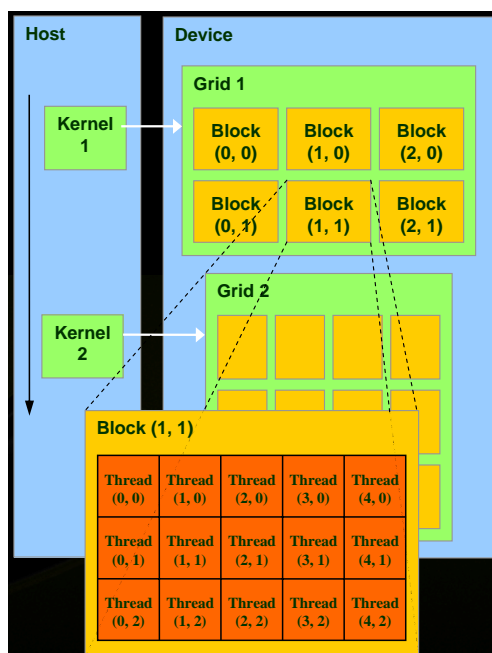 Host
Device
Grid 1
Kernel
1
Block
(0, 0)
Block
(1, 0)
Block
(2, 0)
Block
(0, 1)
Block
(1, 1)
Block
(2, 1)
Grid 2
Kernel
2
Block (1, 1)
Thread
(0, 0)
Thread
(1, 0)
Thread
(2, 0)
Thread
(3, 0)
Thread
(4, 0)
Thread
(0, 1)
Thread
(1, 1)
Thread
(2, 1)
Thread
(3, 1)
Thread
(4, 1)
Thread
(0, 2)
Thread
(1, 2)
Thread
(2, 2)
Thread
(3, 2)
Thread
(4, 2)